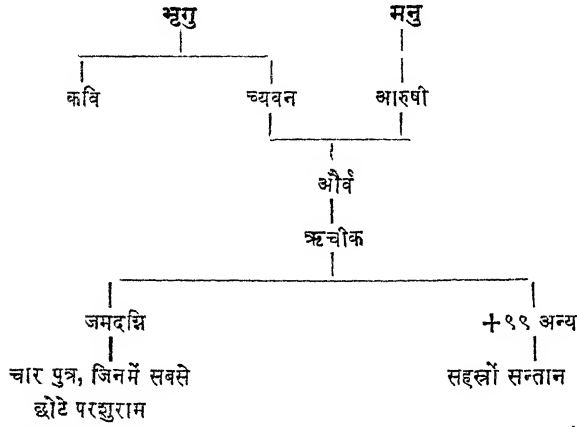 भृगु मनु
कवि च्यवन आरुषी
और्व
ऋचीक
जमदग्नि +९९ अन्य
चार पुत्र, जिनमें सबसे सहस्रों सन्तान
छोटे परशुराम